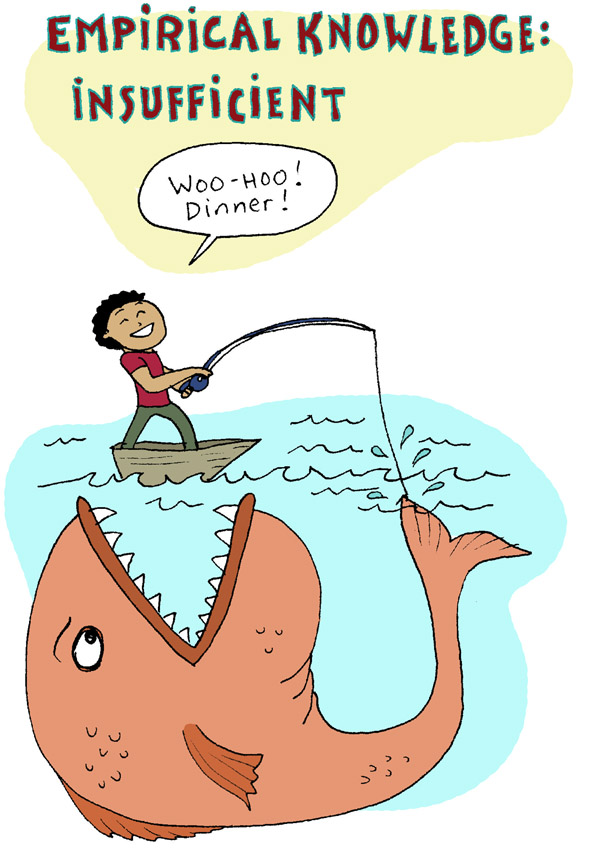 EMPiRiCAL KNOWLEDGE:
iNSUFFiCiENT
WOO-HOO!
Dinner!